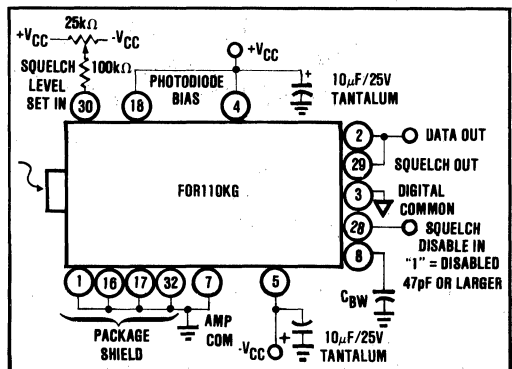 25kΩ
+VCC -VCC
SQUELCH
LEVEL
SET IN
100kΩ
PHOTODIODE
BIAS
+VCC
+
10μF/25V
TANTALUM
30
18
4
2
DATA OUT
29
SQUELCH OUT
FOR110KG
3
DIGITAL
COMMON
28
SQUELCH
DISABLE IN
"1" = DISABLED
8
47pF OR LARGER
CBW
1
16
17
32
7
5
PACKAGE
SHIELD
AMP
COM
-VCC
+
10μF/25V
TANTALUM